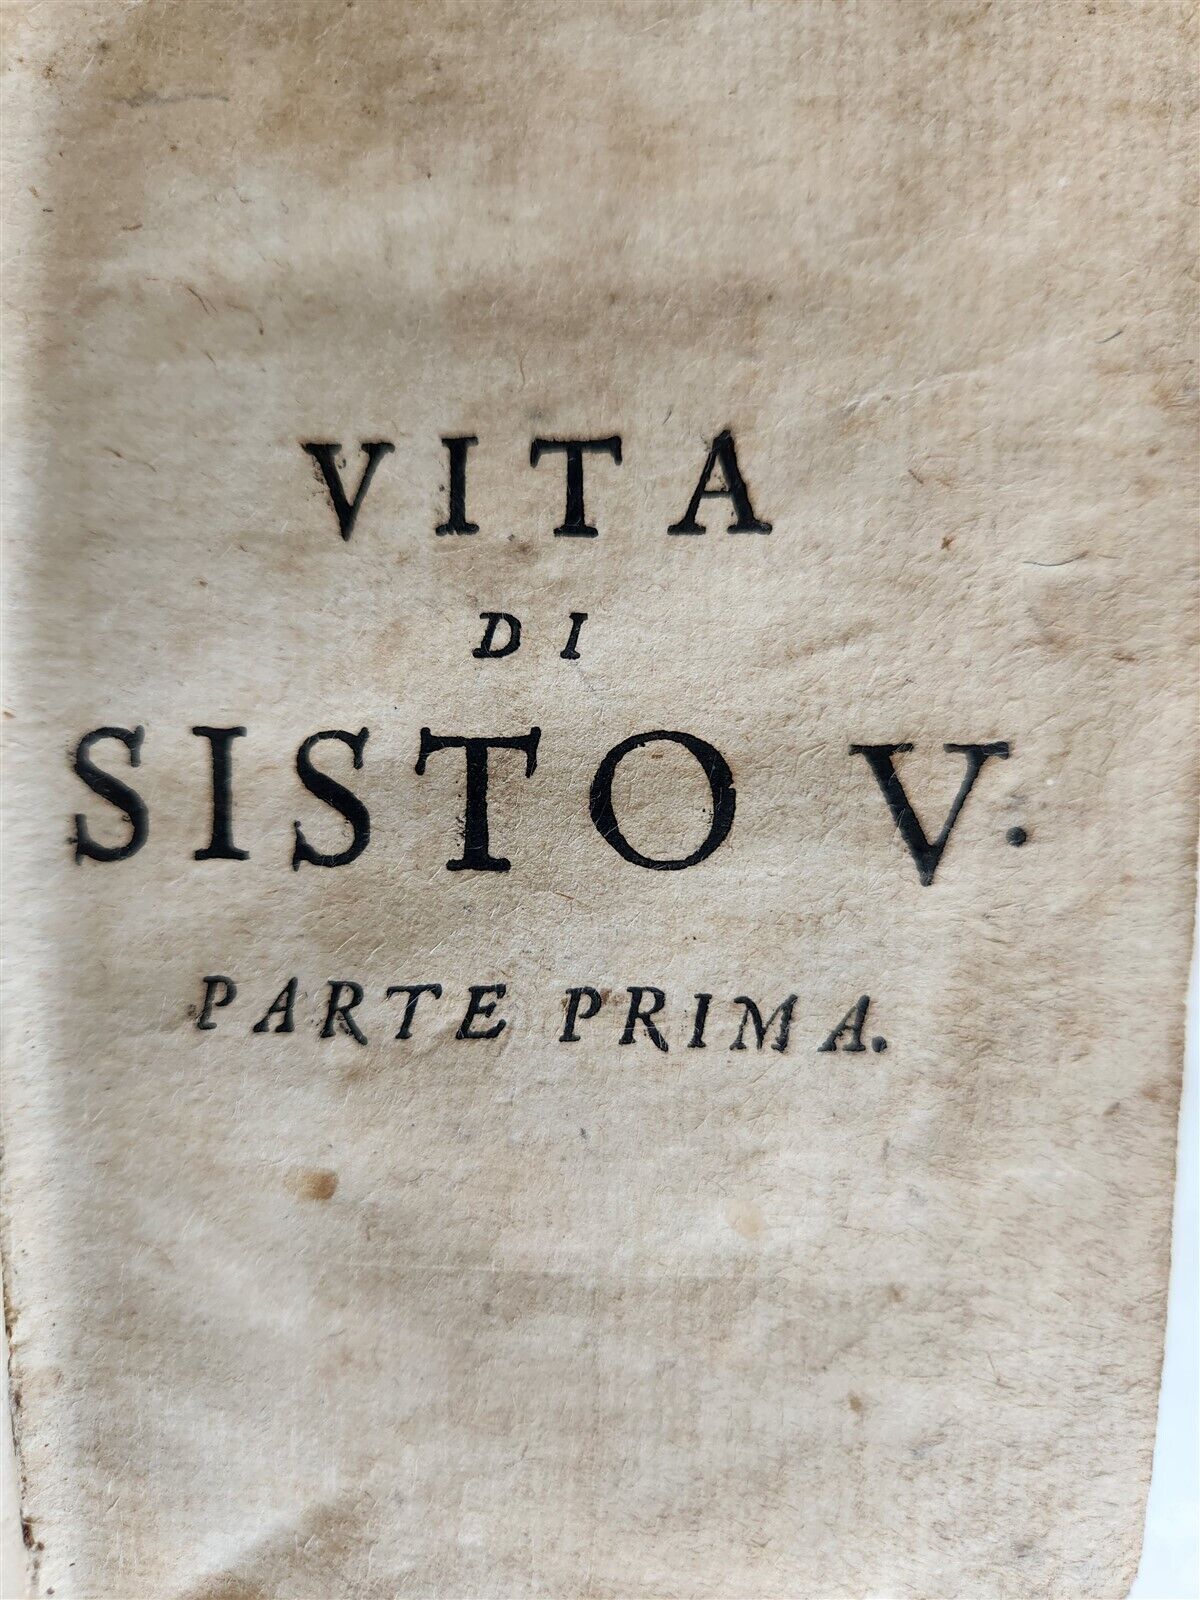 VITA
DI
SISTO V.
PARTE PRIMA.